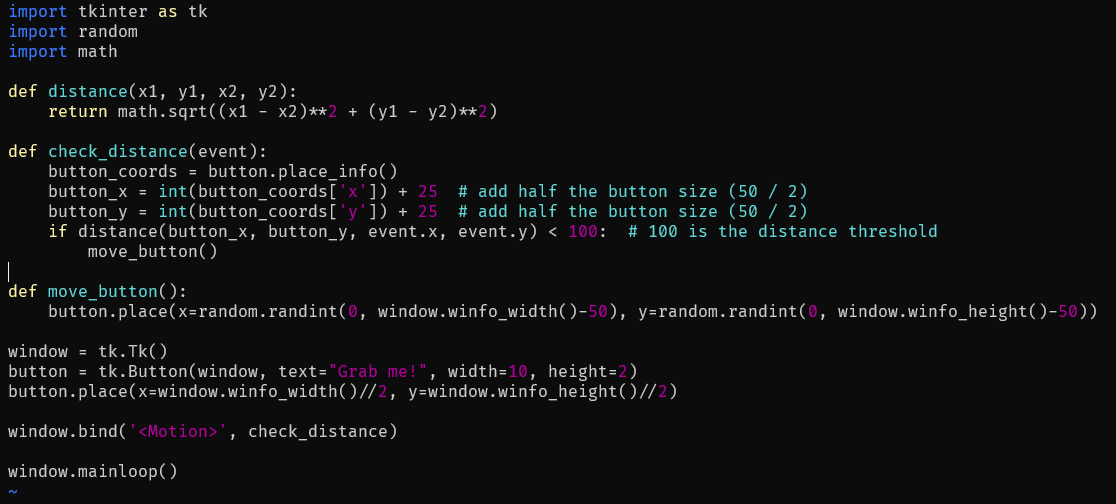 import tkinter as tk
import random
import math
def distance(x1, y1, x2, y2):
    return math.sqrt((x1 - x2)**2 + (y1 - y2)**2)
def check_distance(event):
    button_coords = button.place_info()
    button_x = int(button_coords['x']) + 25  # add half the button size (50 / 2)
    button_y = int(button_coords['y']) + 25  # add half the button size (50 / 2)
    if distance(button_x, button_y, event.x, event.y) < 100:  # 100 is the distance threshold
        move_button()
def move_button():
    button.place(x=random.randint(0, window.winfo_width()-50), y=random.randint(0, window.winfo_height()-50))
window = tk.Tk()
button = tk.Button(window, text="Grab me!", width=10, height=2)
button.place(x=window.winfo_width()//2, y=window.winfo_height()//2)
window.bind('<Motion>', check_distance)
window.mainloop()
~